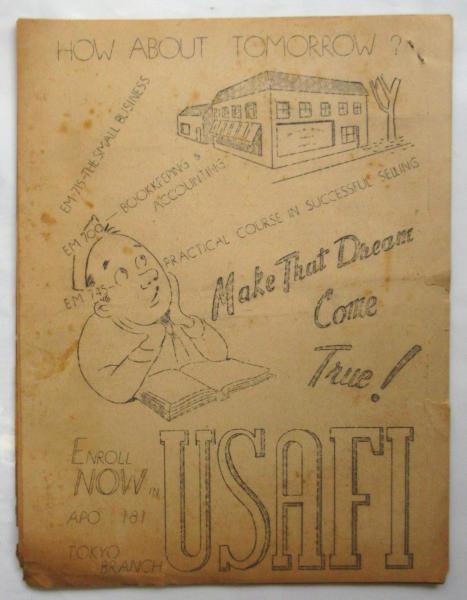 HOW ABOUT TOMORROW?
EM-715-THE SMALL BUSINESS
EM 700 - BOOKKEEPING & ACCOUNTING
EM 745 - PRACTICAL COURSE IN SUCCESSFUL SELLING
Make That Dream
Come
True!
ENROLL
NOW IN
APO 181
TOKYO
BRANCH
USAFI